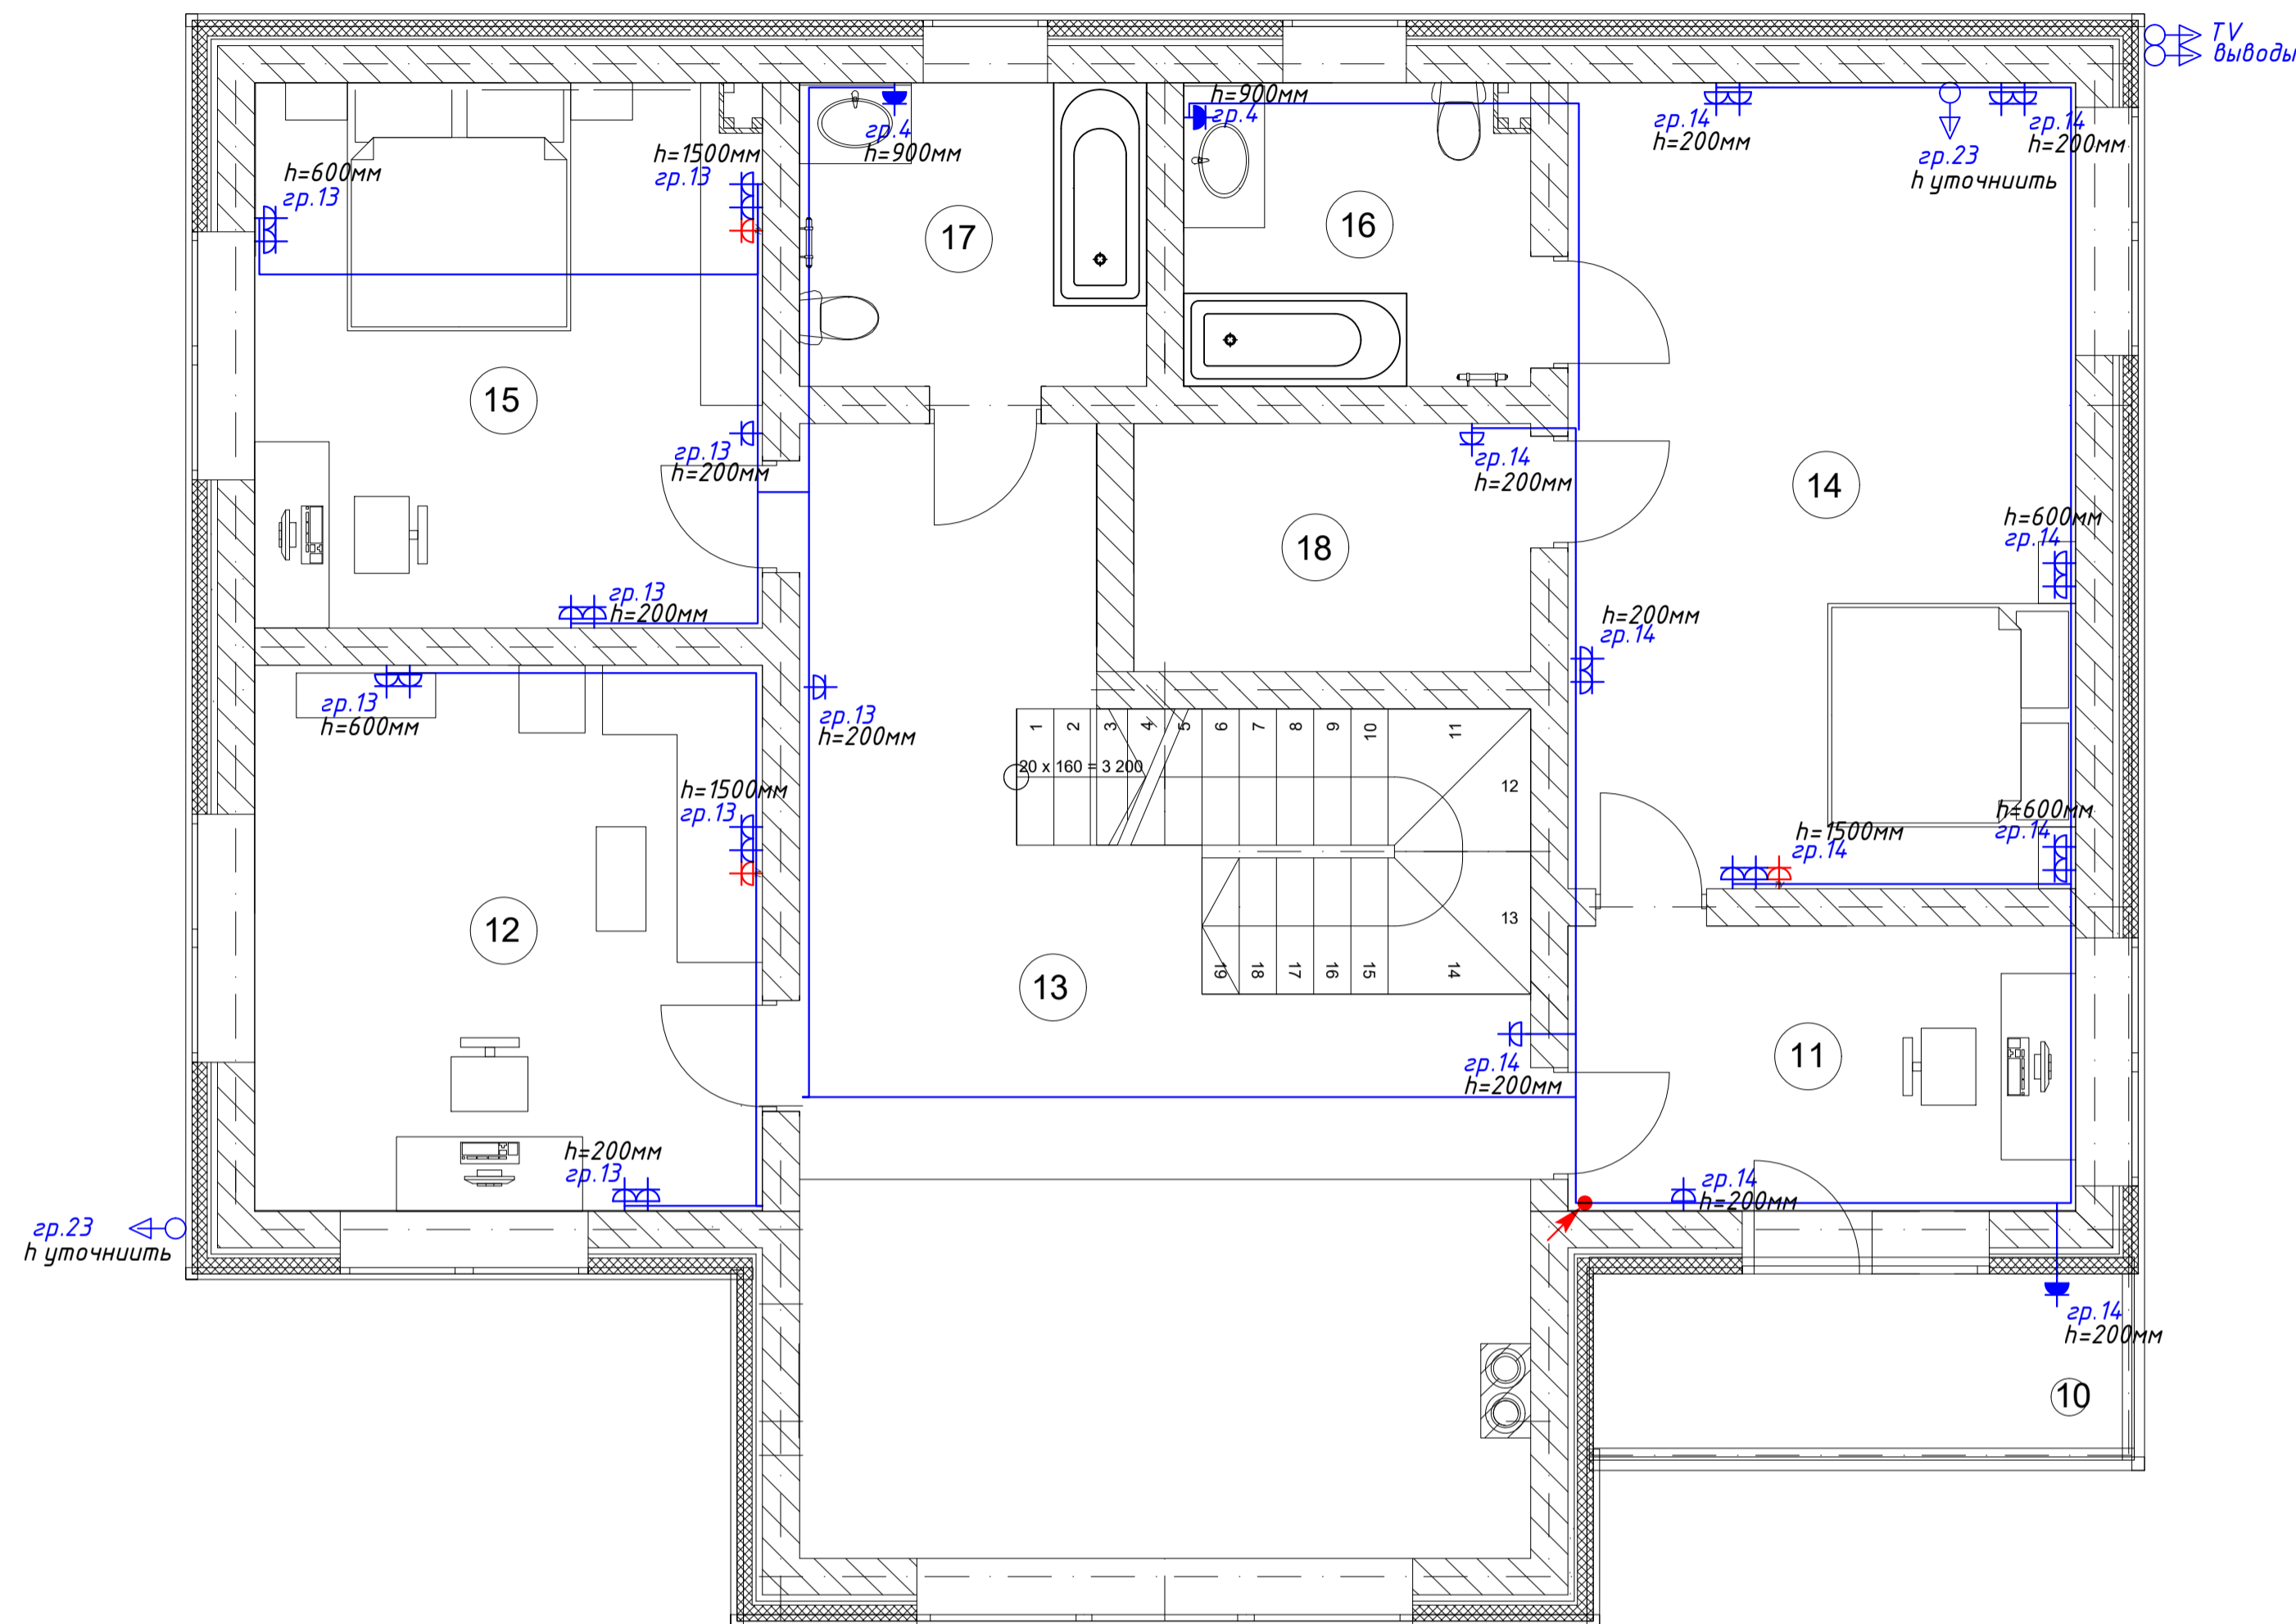 TV
выводы
h=900мм
гр.4
гр.4
h=900мм
гр.14
h=200мм
гр.14
h=200мм
гр.23
h уточниить
h=600мм
гр.13
h=1500мм
гр.13
17
16
15
гр.13
h=200мм
гр.14
h=200мм
14
18
h=600мм
гр.14
гр.13
h=200мм
h=200мм
гр.14
гр.13
h=600мм
гр.13
h=200мм
1
2
3
4
5
6
7
8
9
10
11
20 x 160 = 3 200
12
13
14
15
16
17
18
19
h=1500мм
гр.13
h=1500мм
гр.14
h=600мм
гр.14
12
13
11
гр.14
h=200мм
h=200мм
гр.13
гр.14
h=200мм
гр.23
h уточниить
гр.14
h=200мм
10